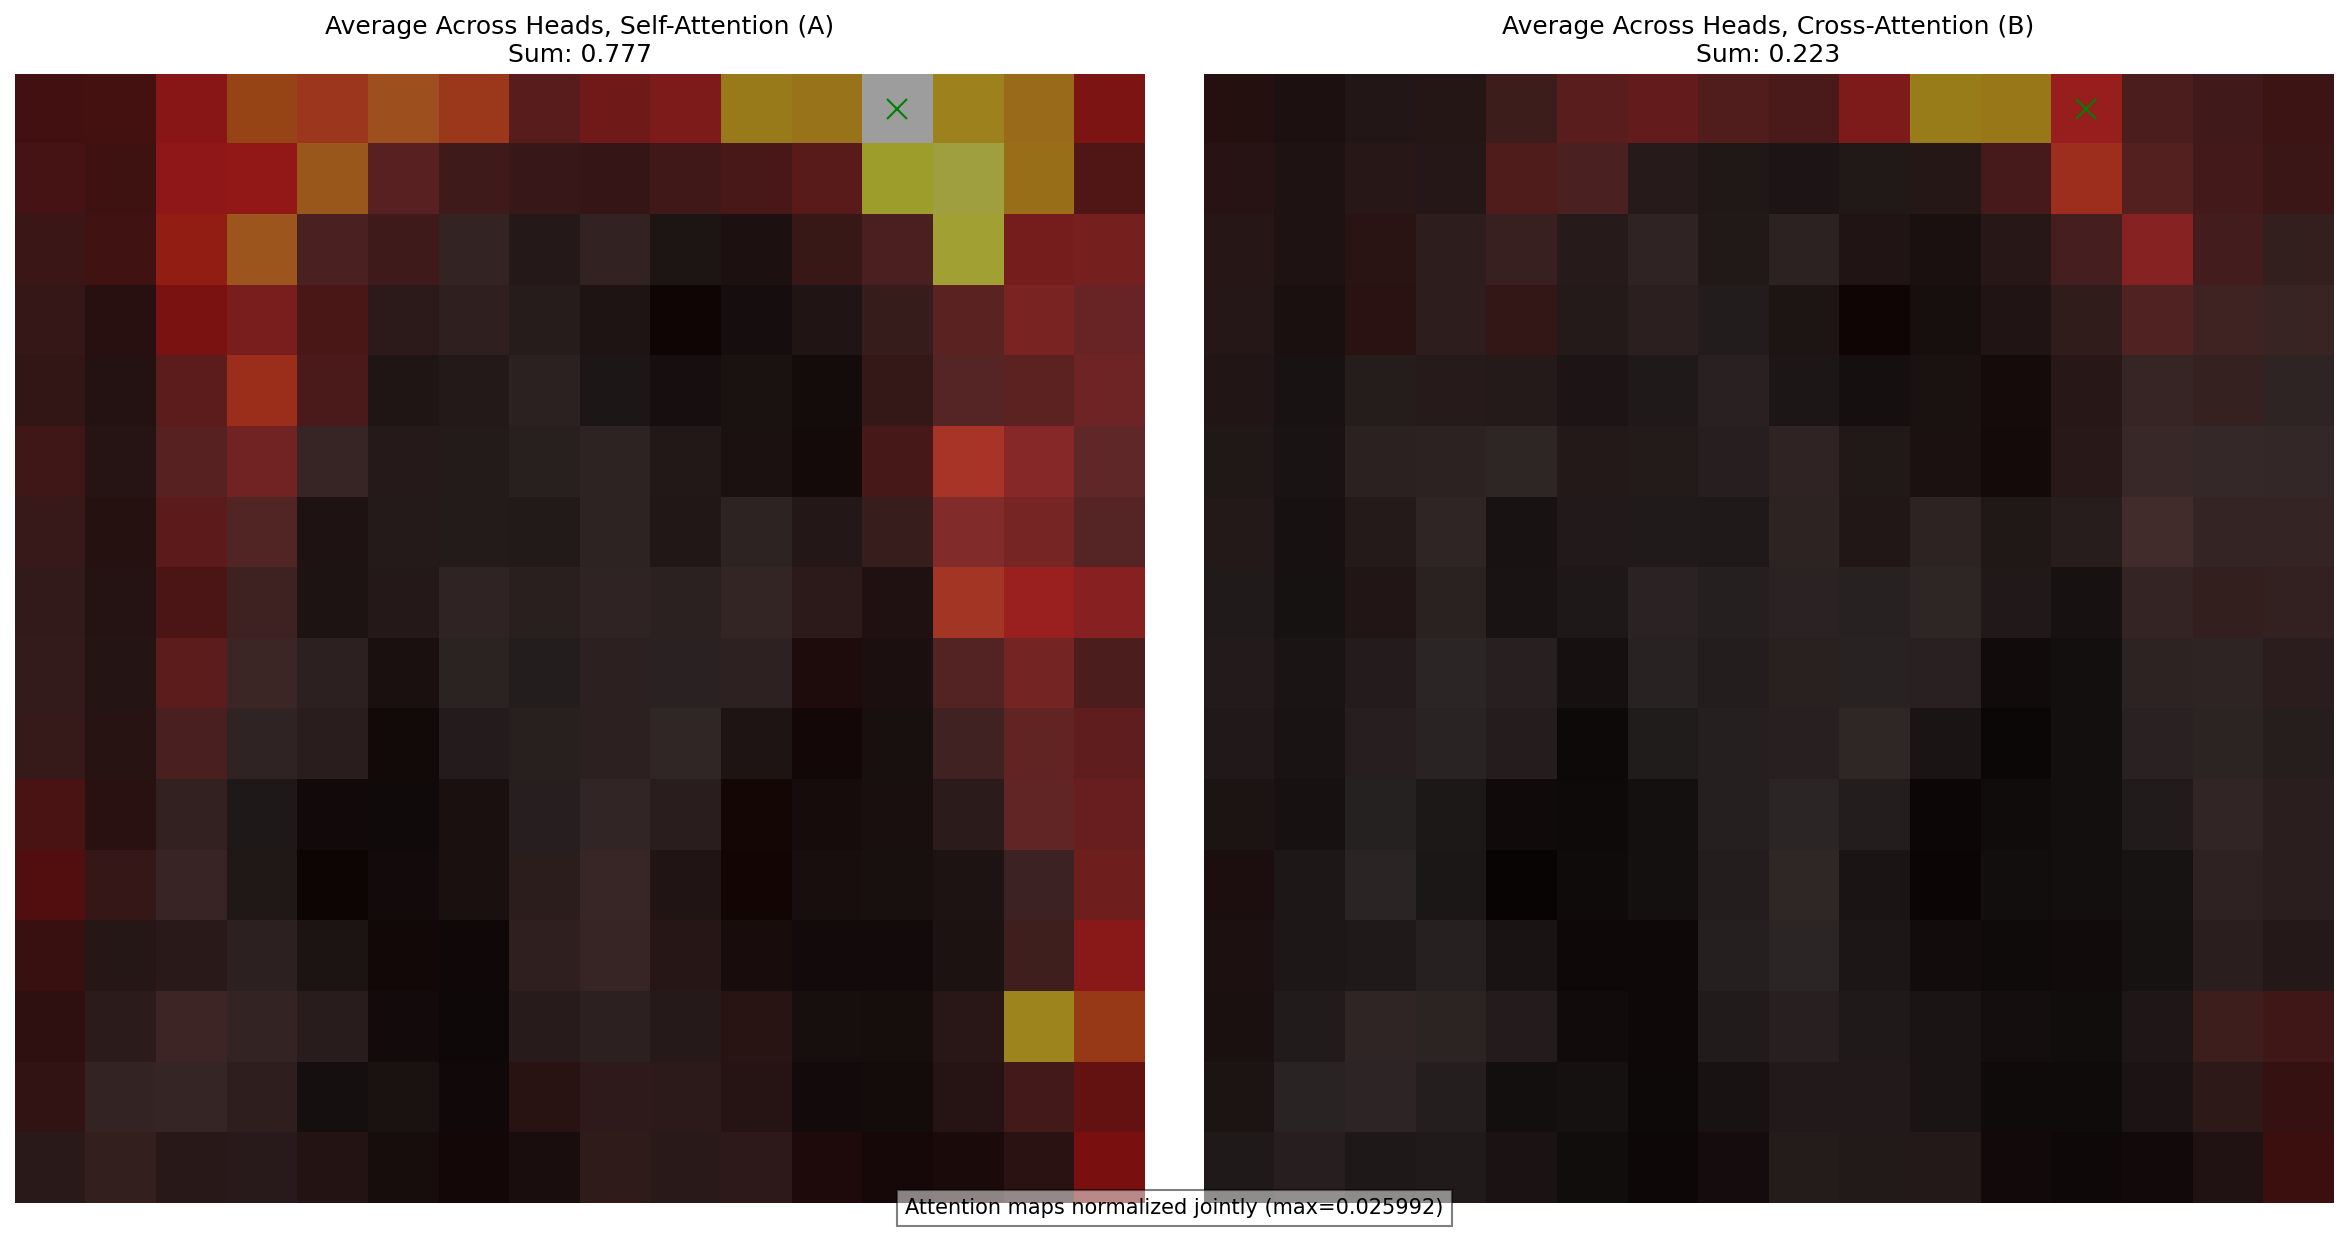 Average Across Heads, Self-Attention (A)
Sum: 0.777
Average Across Heads, Cross-Attention (B)
Sum: 0.223
Attention maps normalized jointly (max=0.025992)